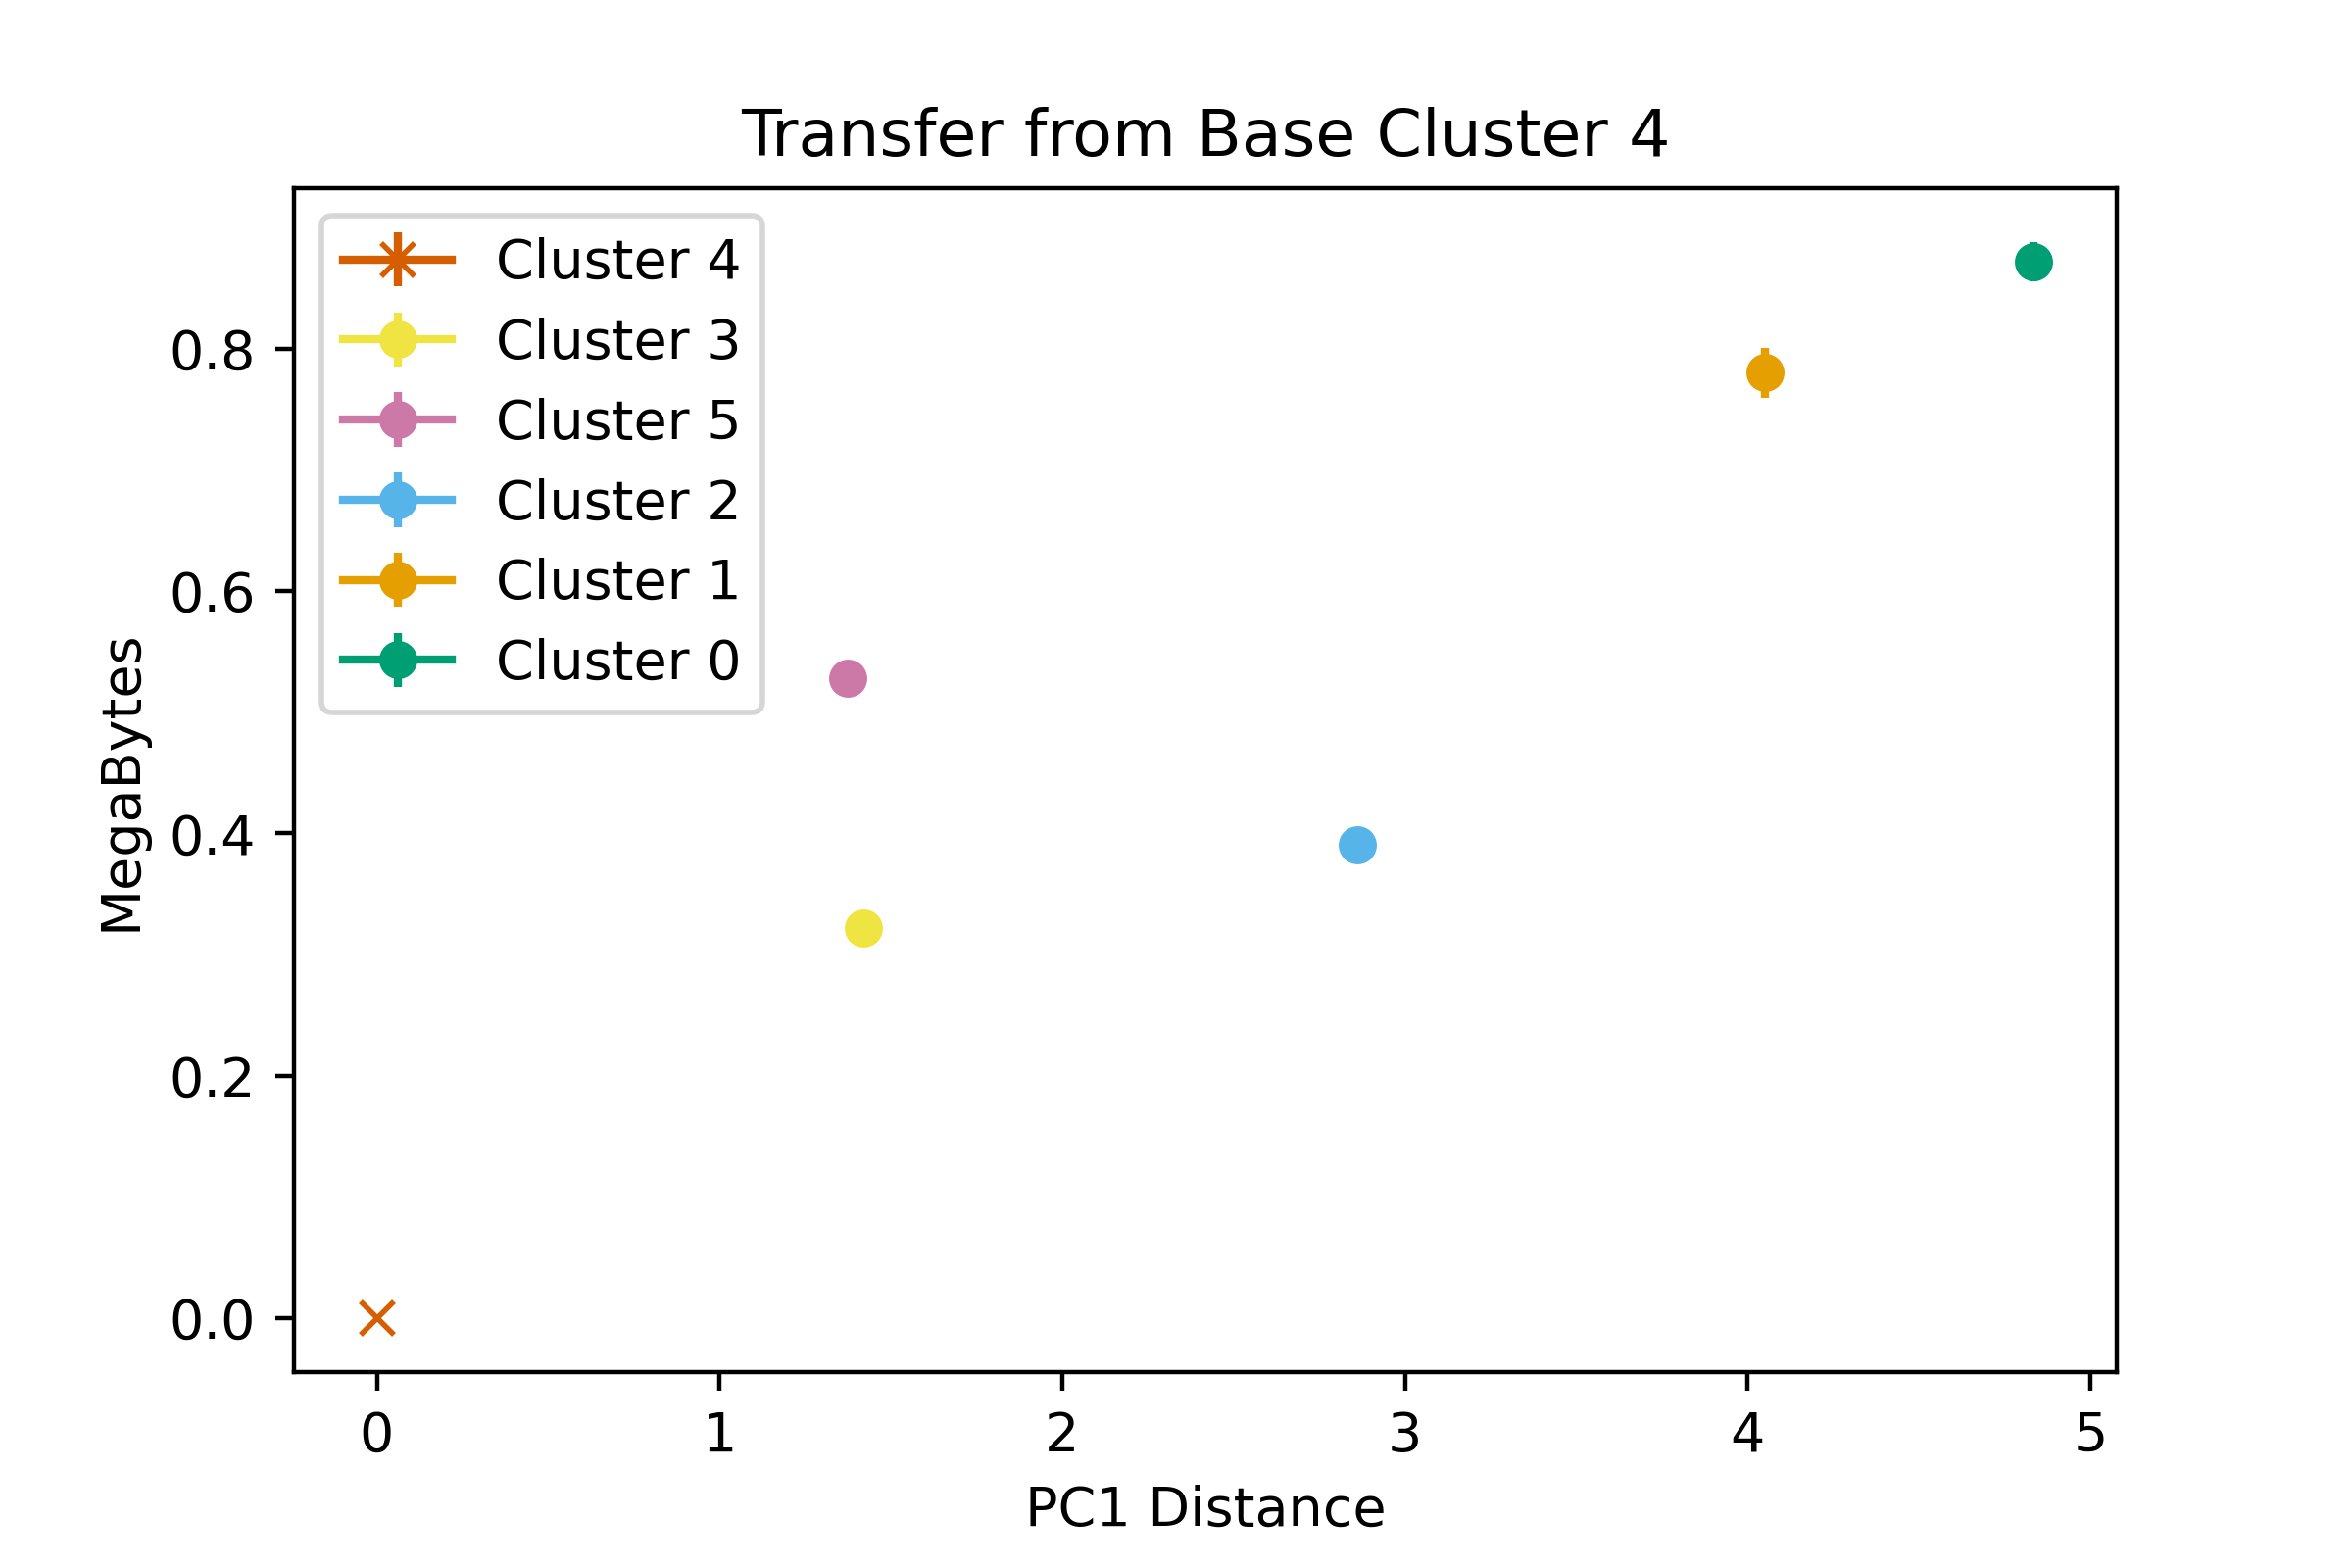 Transfer from Base Cluster 4
Cluster 4
Cluster 3
Cluster 5
Cluster 2
Cluster 1
Cluster 0
MegaBytes
0.8
0.6
0.4
0.2
0.0
0 1 2 3 4 5
PC1 Distance